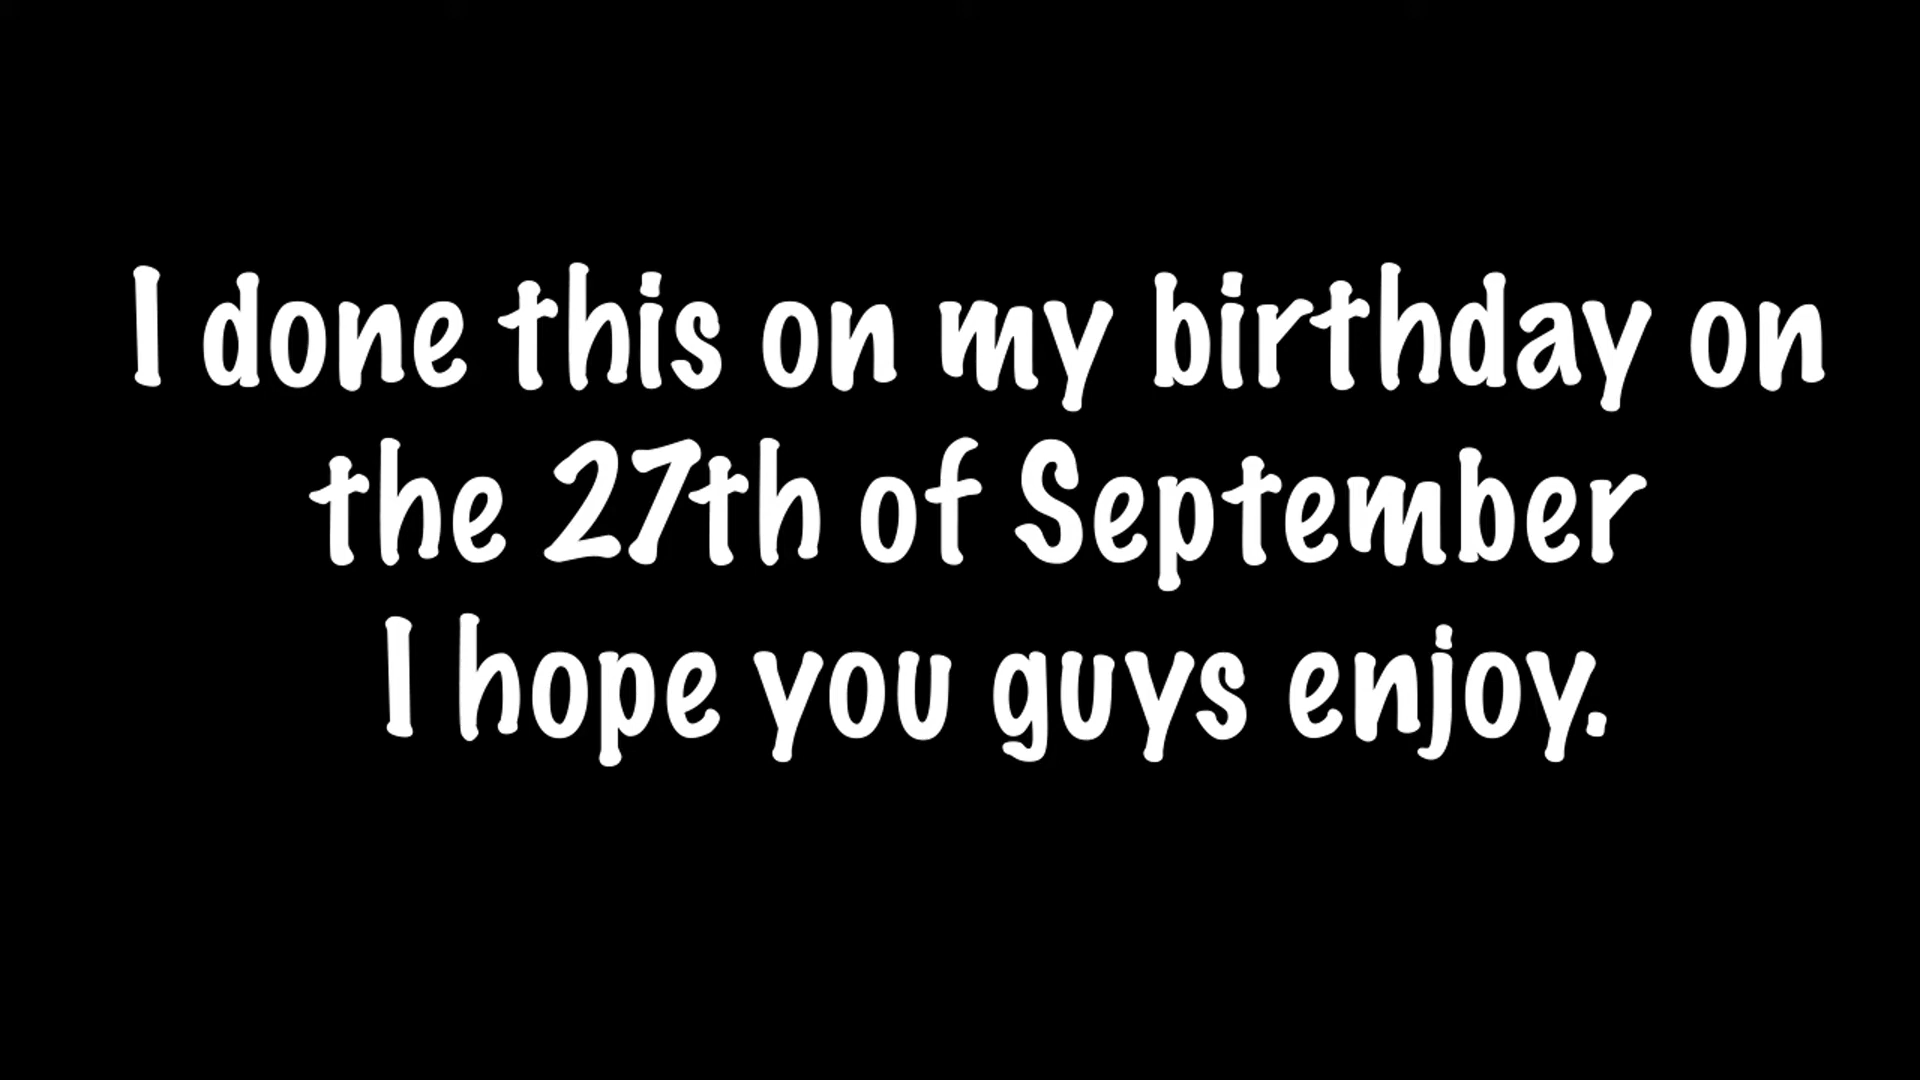 I done this on my birthday on
the 27th of September
I hope you guys enjoy.